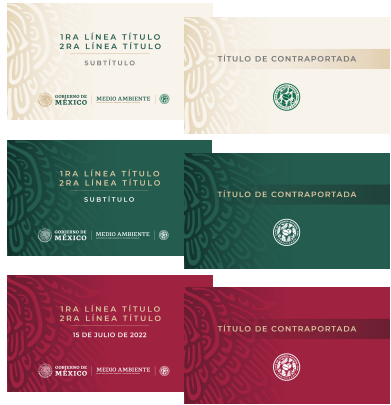 1RA LÍNEA TÍTULO
2RA LÍNEA TÍTULO
SUBTÍTULO
GOBIERNO DE
MÉXICO
MEDIO AMBIENTE
TÍTULO DE CONTRAPORTADA
1RA LÍNEA TÍTULO
2RA LÍNEA TÍTULO
SUBTÍTULO
GOBIERNO DE
MÉXICO
MEDIO AMBIENTE
TÍTULO DE CONTRAPORTADA
1RA LÍNEA TÍTULO
2RA LÍNEA TÍTULO
15 DE JULIO DE 2022
GOBIERNO DE
MÉXICO
MEDIO AMBIENTE
TÍTULO DE CONTRAPORTADA